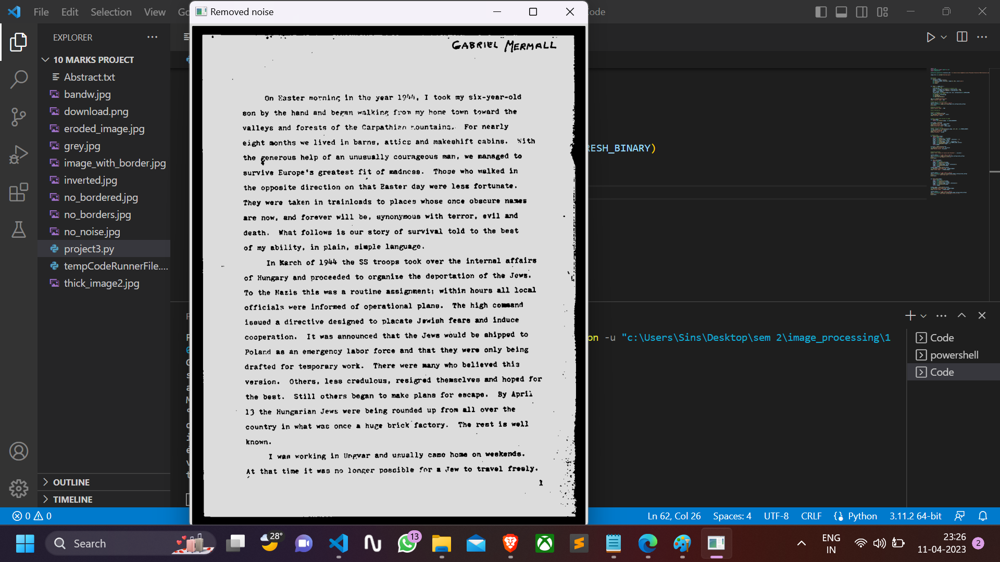 File Edit Selection View Go
Removed noise
Code
EXPLORER
10 MARKS PROJECT
Abstract.txt
bandw.jpg
download.png
eroded_image.jpg
grey.jpg
image_with_border.jpg
inverted.jpg
no_bordered.jpg
no_borders.jpg
no_noise.jpg
project3.py
tempCodeRunnerFile....
thick_image2.jpg
OUTLINE
TIMELINE
GABRIEL MERMALL
On Easter morning in the year 1944, I took my six-year-old
son by the hand and began walking from my home town toward the
valleys and forests of the Carpathian mountains. For nearly
eight months we lived in barns, attics and makeshift cabins. With
the generous help of an unusually courageous man, we managed to
survive Europe's greatest fit of madness. Those who walked in
the opposite direction on that Easter day were less fortunate.
They were taken in trainloads to places whose once obscure names
are now, and forever will be, synonymous with terror, evil and
death. What follows is our story of survival told to the best
of my ability, in plain, simple language.
In March of 1944 the SS troops took over the internal affairs
of Hungary and proceeded to organize the deportation of the Jews.
To the Nazis this was a routine assignment; within hours all local
officials were informed of operational plans. The high command
issued a directive designed to placate Jewish fears and induce
cooperation. It was announced that the Jews would be shipped to
Poland as an emergency labor force and that they were only being
drafted for temporary work. There were many who believed this
version. Others, less credulous, resigned themselves and hoped for
the best. Still others began to make plans for escape. By April
13 the Hungarian Jews were being rounded up from all over the
country in what was once a huge brick factory. The rest is well
known.
I was working in Ungvar and usually came home on weekends.
At that time it was no longer possible for a Jew to travel freely.
1
RESH_BINARY)
on -u "c:\Users\Sins\Desktop\sem 2\image_processing\1
Code
powershell
Code
0 0
Ln 62, Col 26 Spaces: 4 UTF-8 CRLF Python 3.11.2 64-bit
Search
28°
13
ENG
IN
23:26
11-04-2023
2